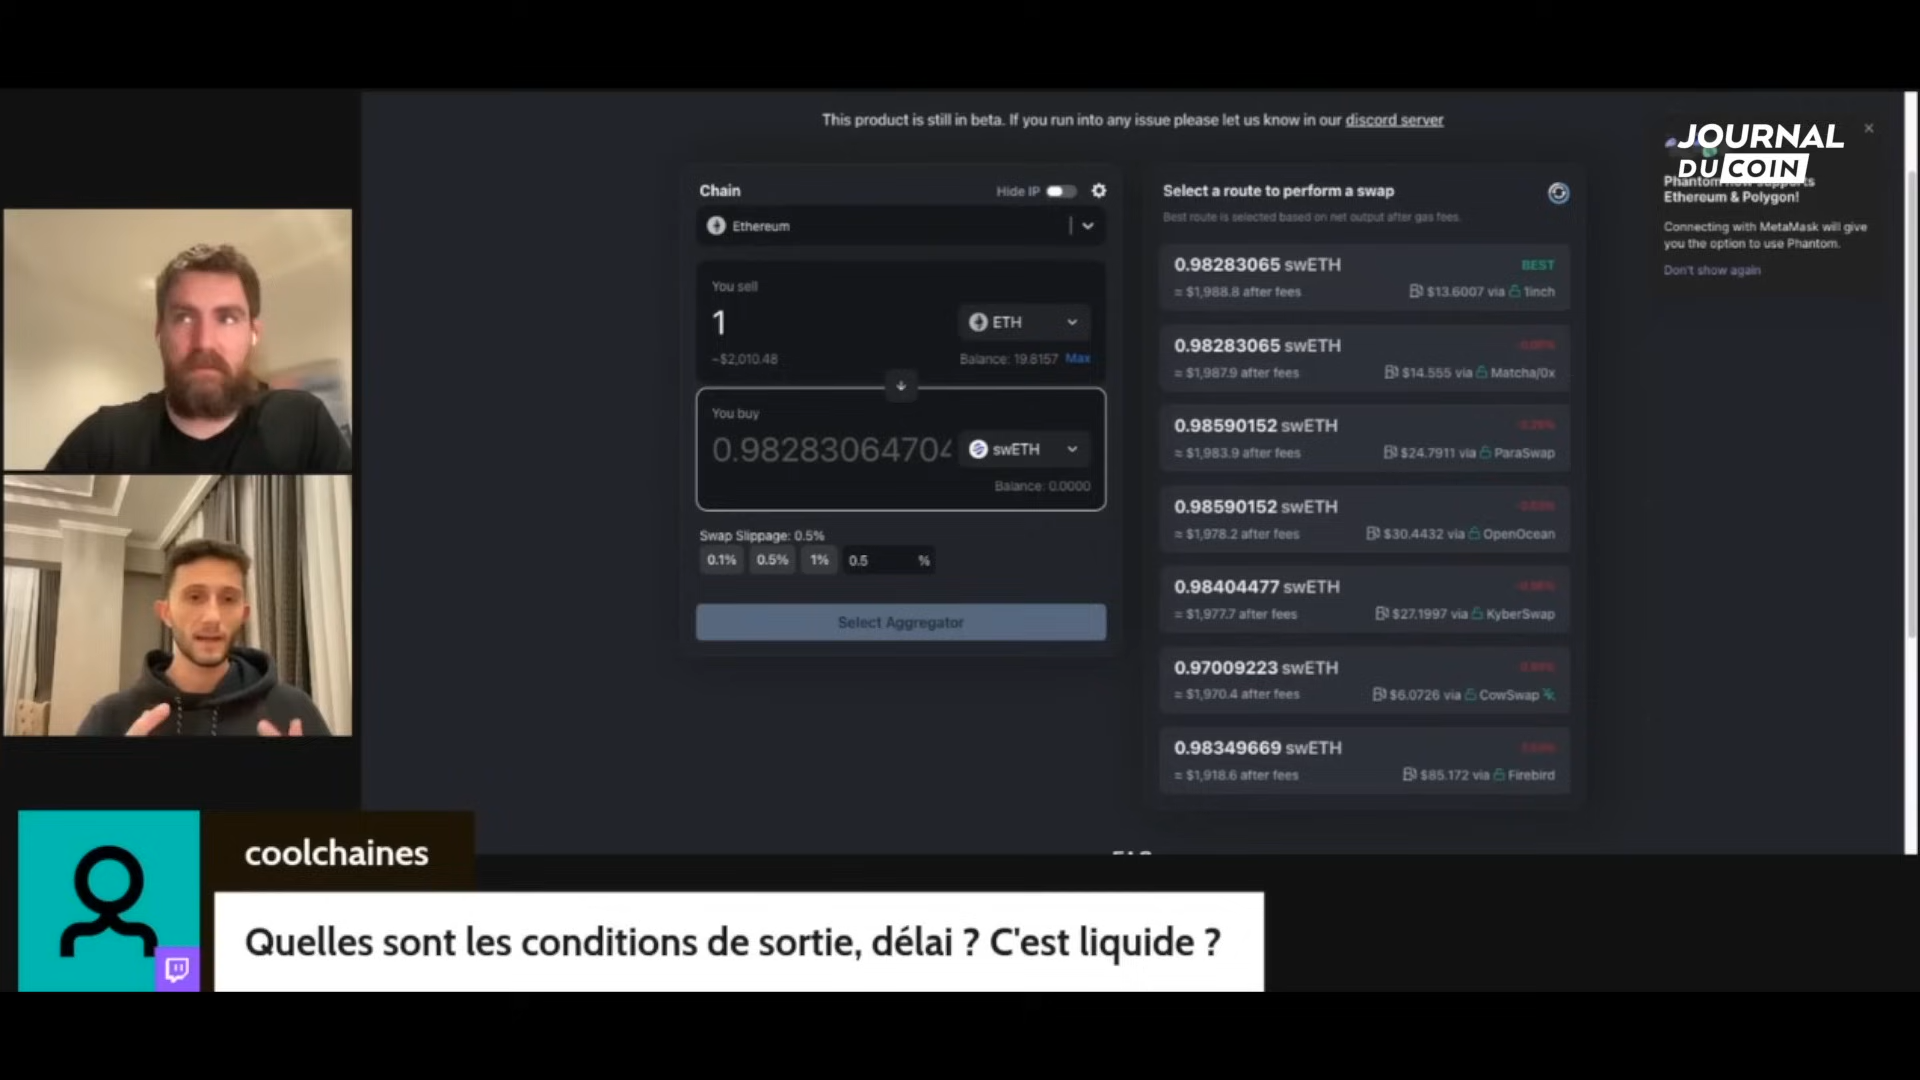 This product is still in beta. If you run into any issue please let us know in our discord server
JOURNAL
DU COIN
Ethereum & Polygon!
Connecting with MetaMask will give
you the option to use Phantom.
Don't show again
Chain
Hide IP
Ethereum
You sell
1
ETH
~$2,010.48
Balance: 19.8157 Max
You buy
0.98283064704
swETH
Balance: 0.0000
Swap Slippage: 0.5%
0.1% 0.5% 1% 0.5 %
Select Aggregator
Select a route to perform a swap
Best route is selected based on net output after gas fees.
0.98283065 swETH BEST
≈ $1,988.8 after fees $13.6007 via 1inch
0.98283065 swETH
≈ $1,987.9 after fees $14.555 via Matcha/0x
0.98590152 swETH
≈ $1,983.9 after fees $24.7911 via ParaSwap
0.98590152 swETH
≈ $1,978.2 after fees $30.4432 via OpenOcean
0.98404477 swETH
≈ $1,977.7 after fees $27.1997 via KyberSwap
0.97009223 swETH
≈ $1,970.4 after fees $6.0726 via CowSwap
0.98349669 swETH
≈ $1,918.6 after fees $85.172 via Firebird
coolchaines
Quelles sont les conditions de sortie, délai ? C'est liquide ?